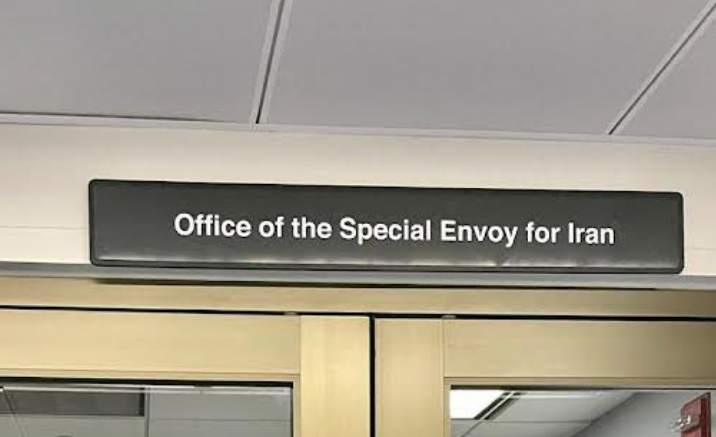 Office of the Special Envoy for Iran